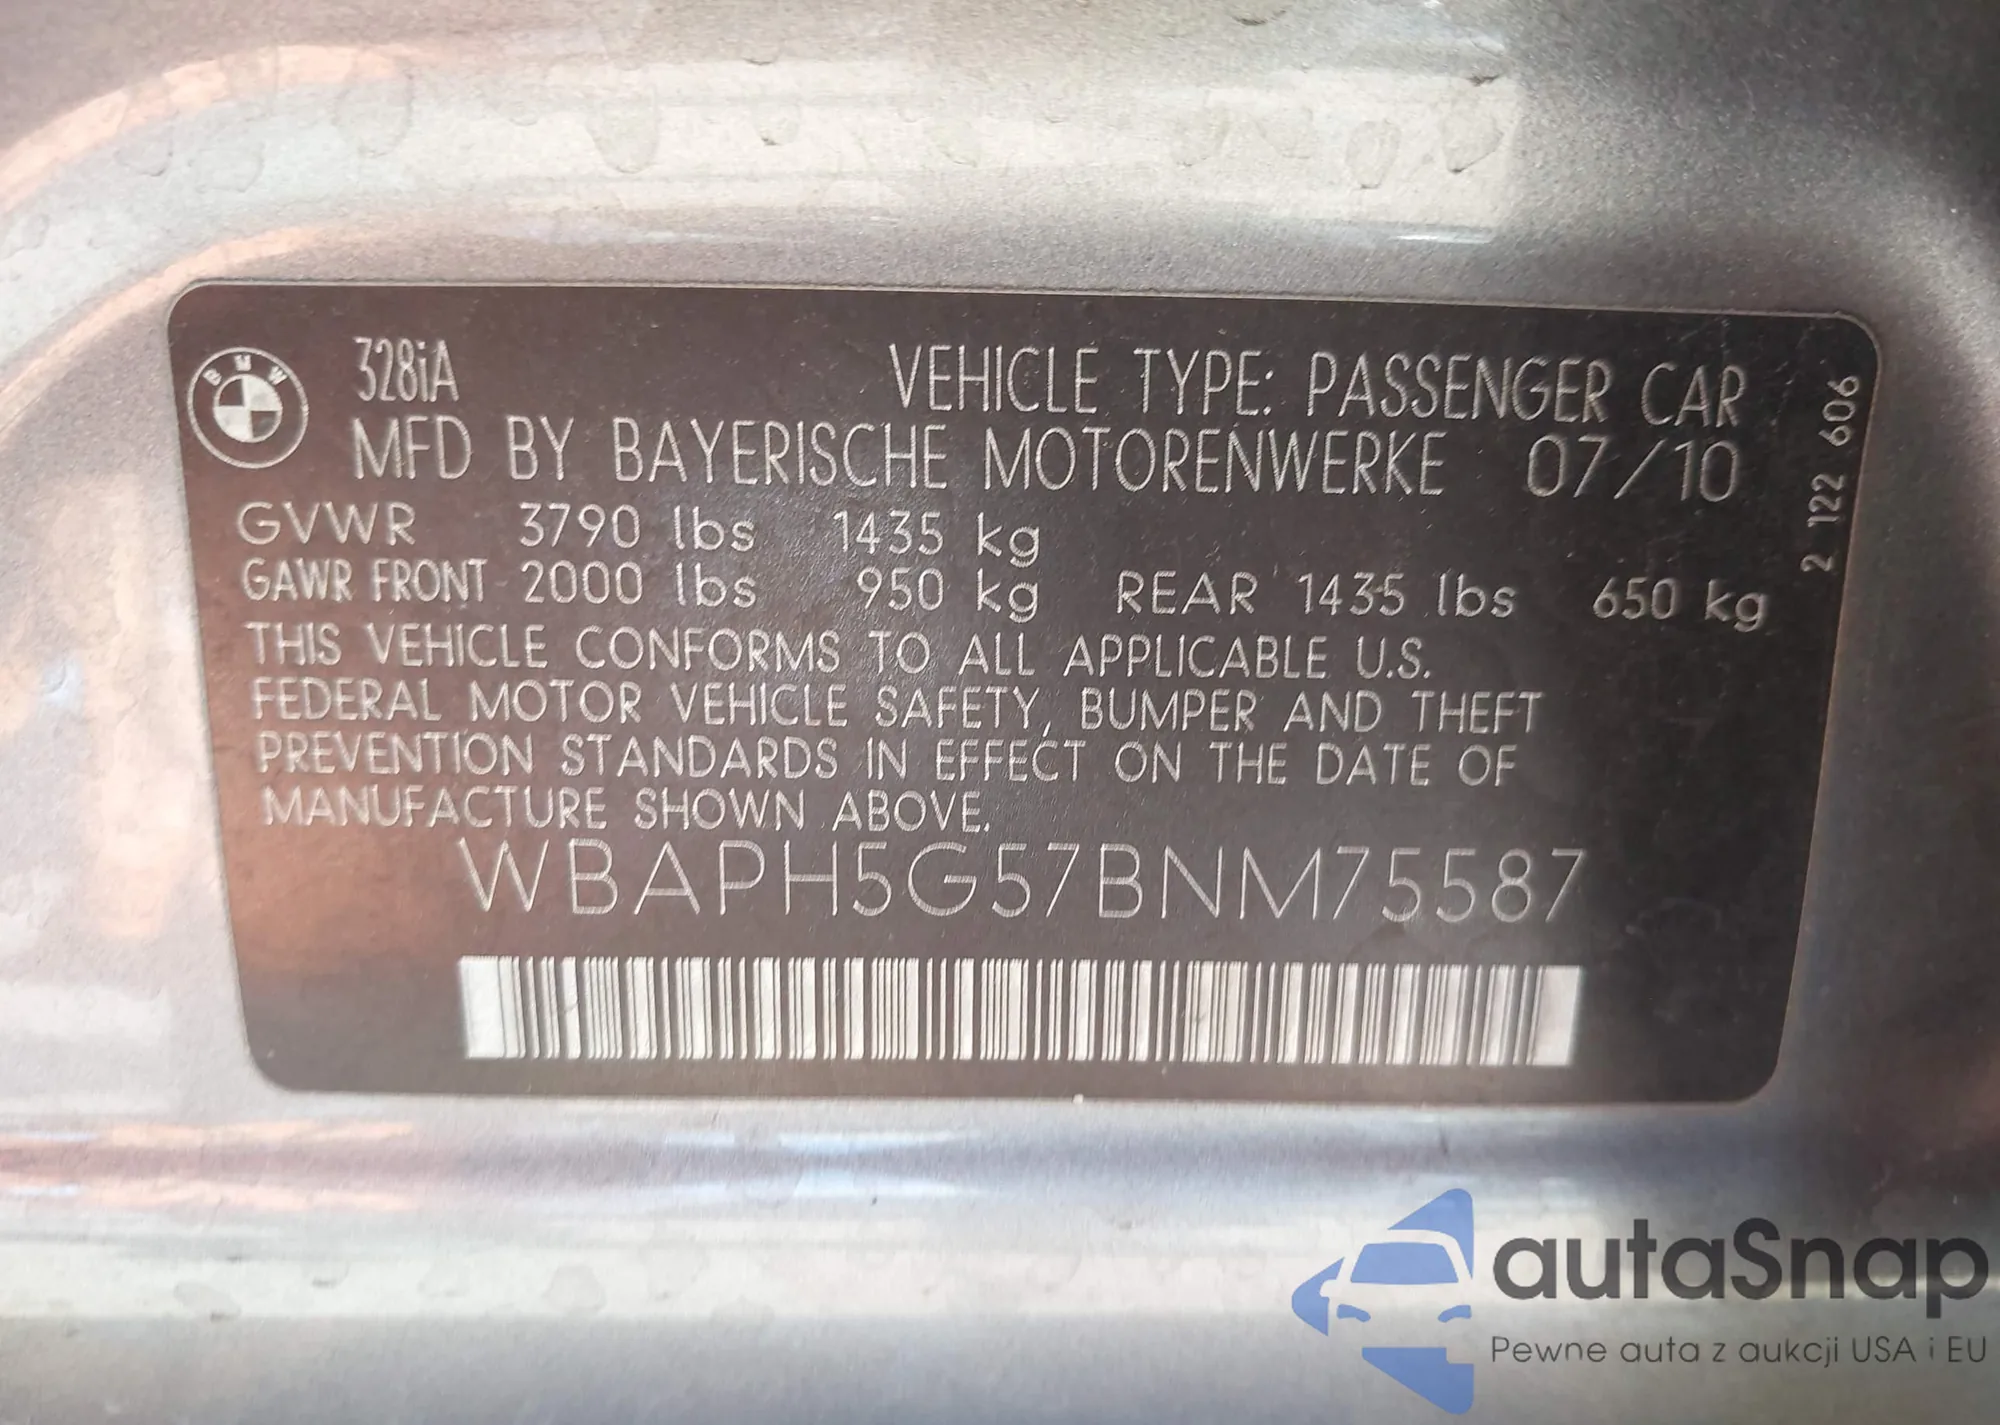 BMW
328iA VEHICLE TYPE: PASSENGER CAR
MFD BY BAYERISCHE MOTORENWERKE 07/10
GVWR 3790 lbs 1435 kg
GAWR FRONT 2000 lbs 950 kg REAR 1435 lbs 650 kg
THIS VEHICLE CONFORMS TO ALL APPLICABLE U.S.
FEDERAL MOTOR VEHICLE SAFETY, BUMPER AND THEFT
PREVENTION STANDARDS IN EFFECT ON THE DATE OF
MANUFACTURE SHOWN ABOVE.
WBAPH5G57BNM75587
2 122 606
autaSnap
Pewne auta z aukcji USA i EU